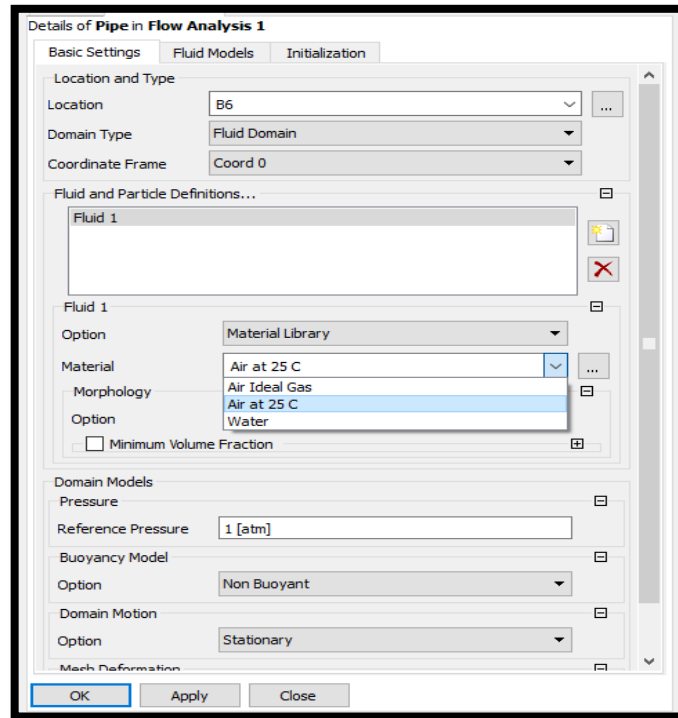 Details of Pipe in Flow Analysis 1
Basic Settings Fluid Models Initialization
Location and Type
Location B6 ...
Domain Type Fluid Domain
Coordinate Frame Coord 0
Fluid and Particle Definitions...
Fluid 1
Fluid 1
Option Material Library
Material Air at 25 C ...
Air Ideal Gas
Morphology
Air at 25 C
Option
Water
Minimum Volume Fraction
Domain Models
Pressure
Reference Pressure 1 [atm]
Buoyancy Model
Option Non Buoyant
Domain Motion
Option Stationary
Mesh Deformation
OK Apply Close